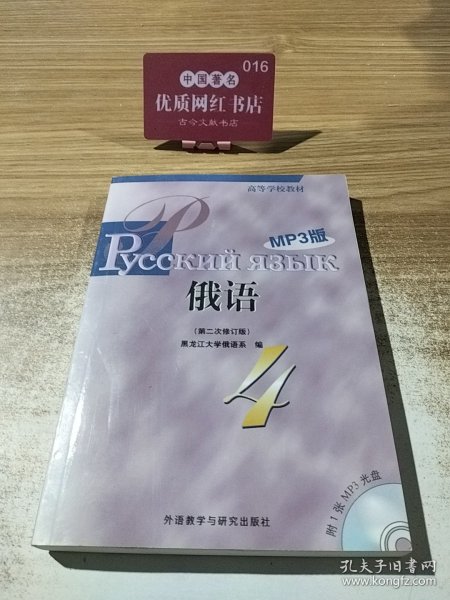 016
中国著名
优质网红书店
古今文献书店
高等学校教材
Р
MP3版
Русский язык
俄语
(第二次修订版)
黑龙江大学俄语系 编
4
附1张MP3光盘
外语教学与研究出版社
孔夫子旧书网
www.kongfz.com